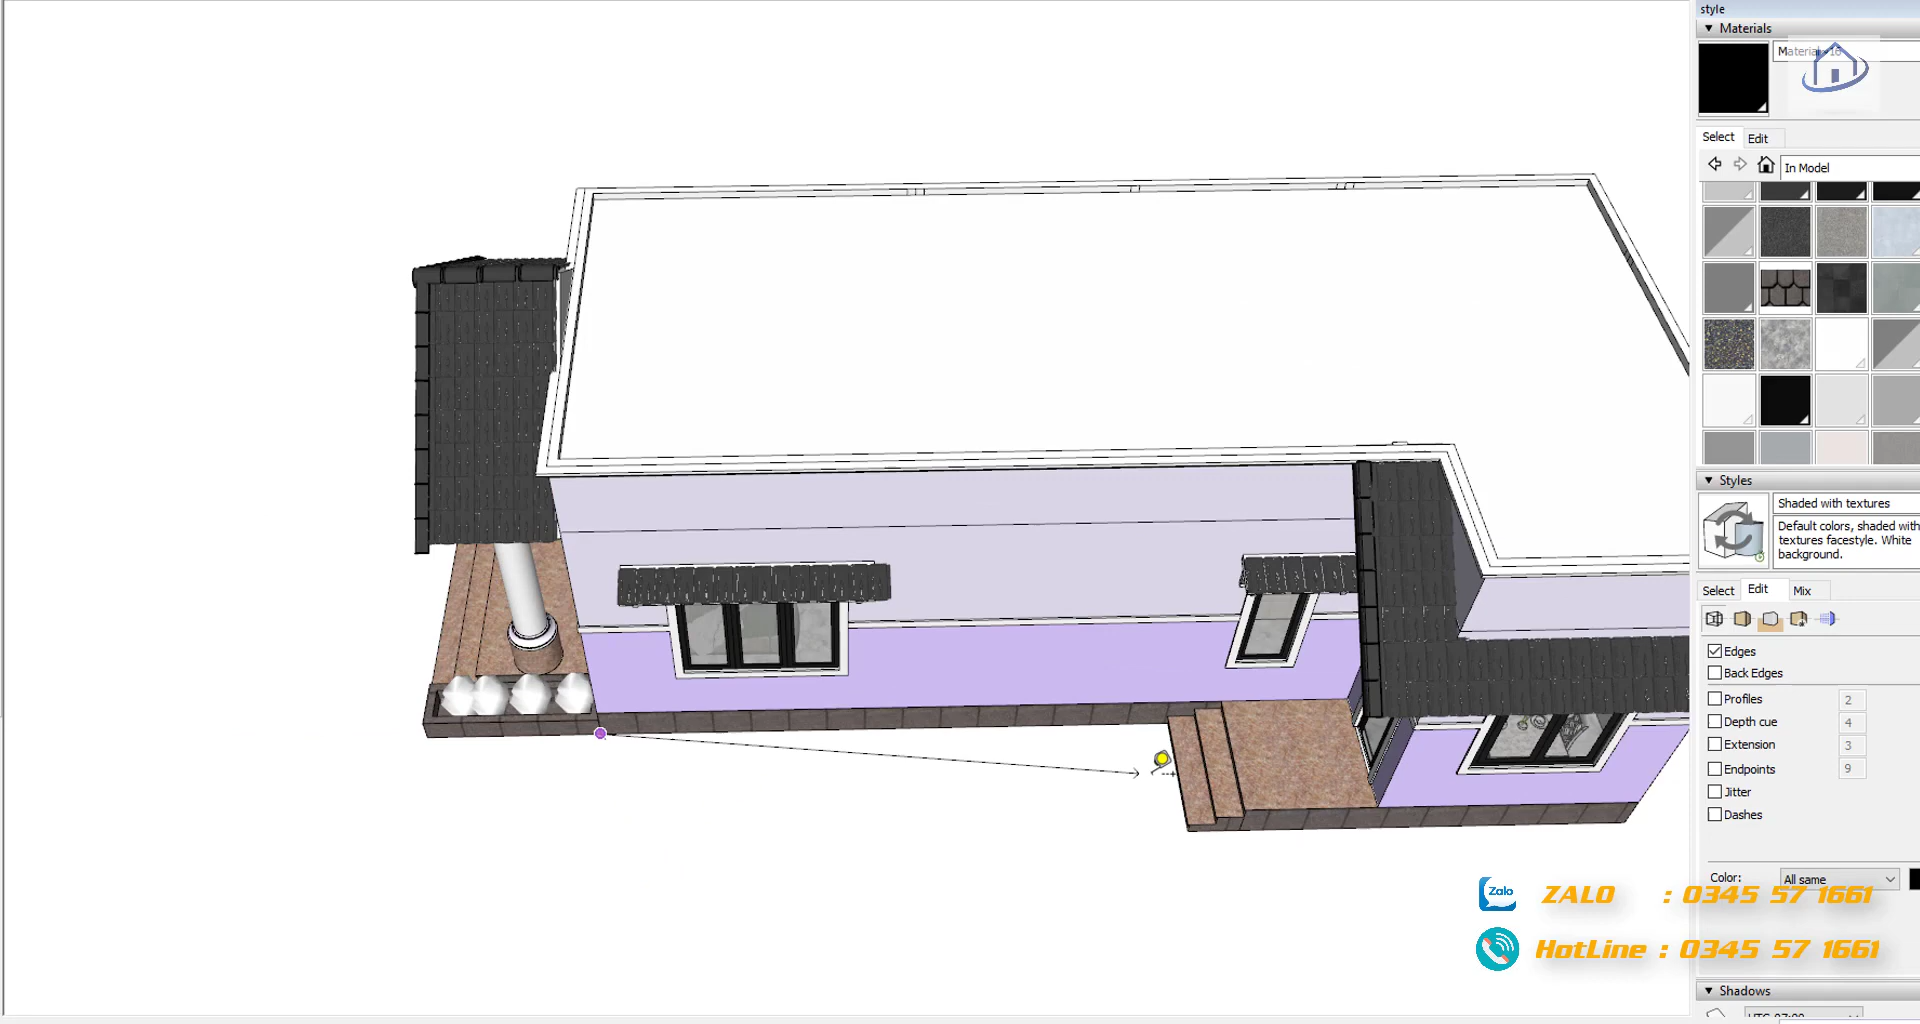 style
Materials
Material 16
Select Edit
In Model
Styles
Shaded with textures
Default colors, shaded with
textures facestyle. White
background.
Select Edit Mix
Edges
Back Edges
Profiles 2
Depth cue 4
Extension 3
Endpoints 9
Jitter
Dashes
Color: All same
Zalo ZALO : 0345 57 1661
HotLine : 0345 57 1661
Shadows